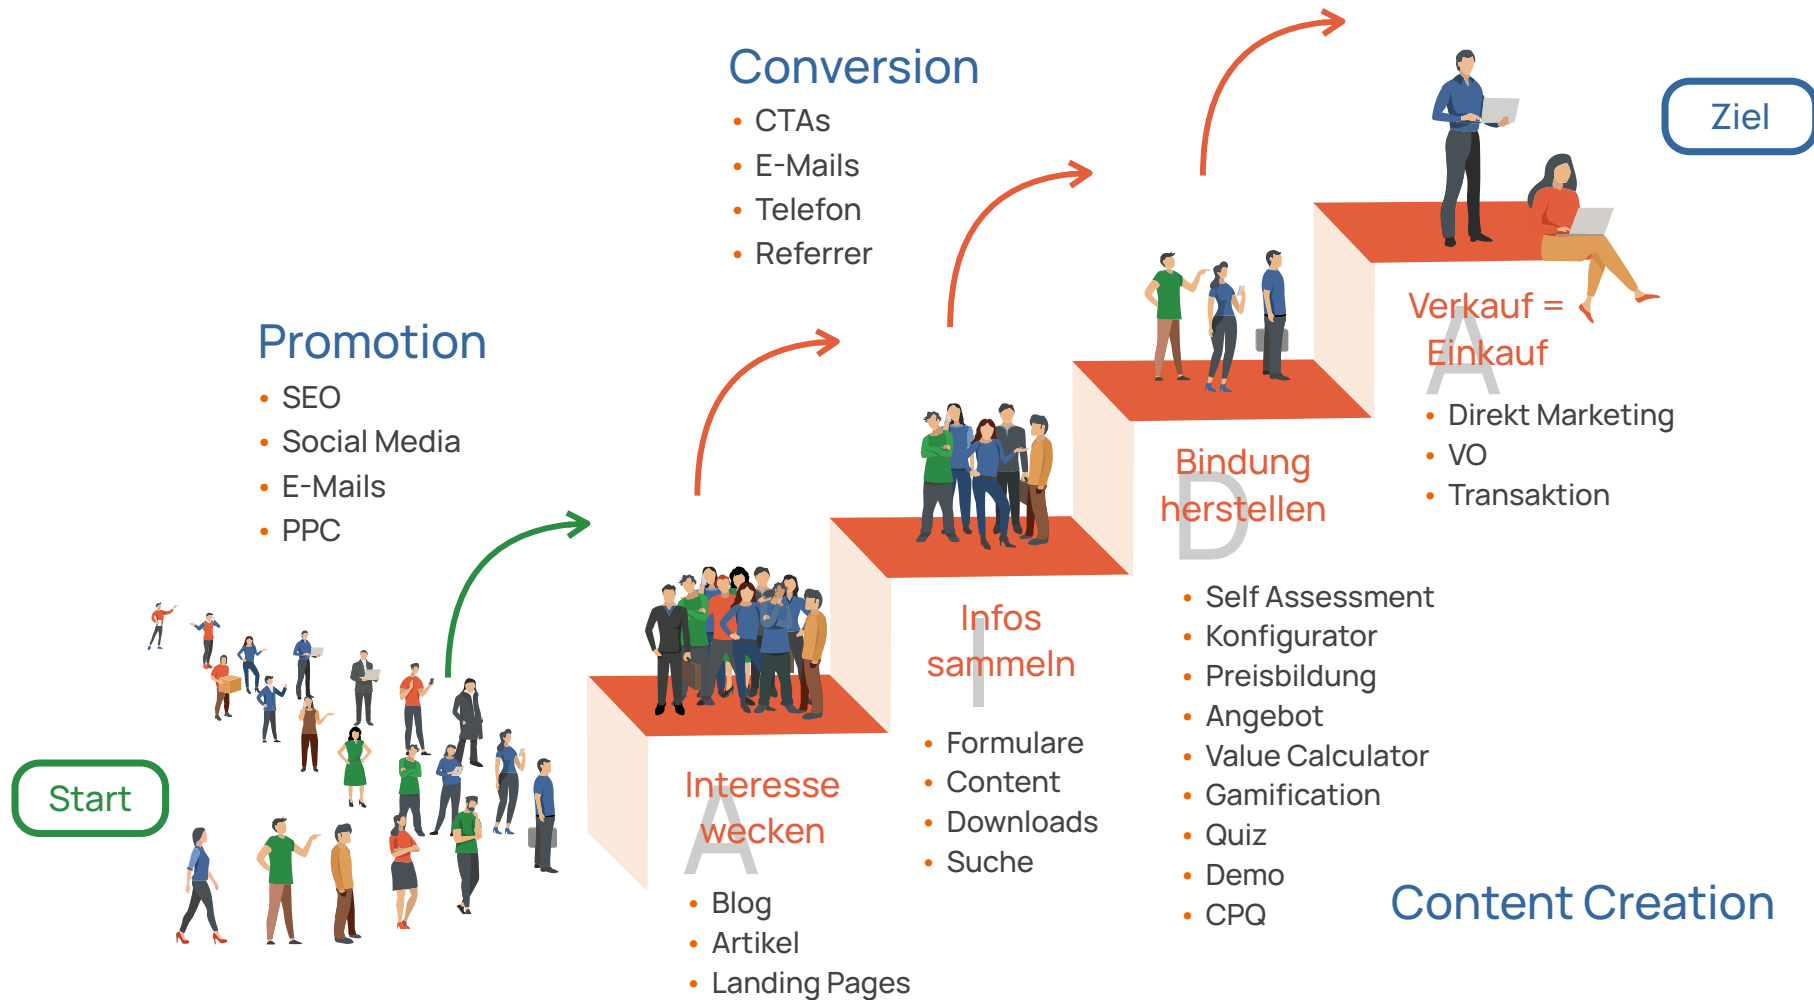 Conversion
• CTAs
• E-Mails
• Telefon
• Referrer
Ziel
Promotion
• SEO
• Social Media
• E-Mails
• PPC
Start
A
Interesse
wecken
• Blog
• Artikel
• Landing Pages
I
Infos
sammeln
• Formulare
• Content
• Downloads
• Suche
D
Bindung
herstellen
• Self Assessment
• Konfigurator
• Preisbildung
• Angebot
• Value Calculator
• Gamification
• Quiz
• Demo
• CPQ
A
Verkauf =
Einkauf
• Direkt Marketing
• VO
• Transaktion
Content Creation